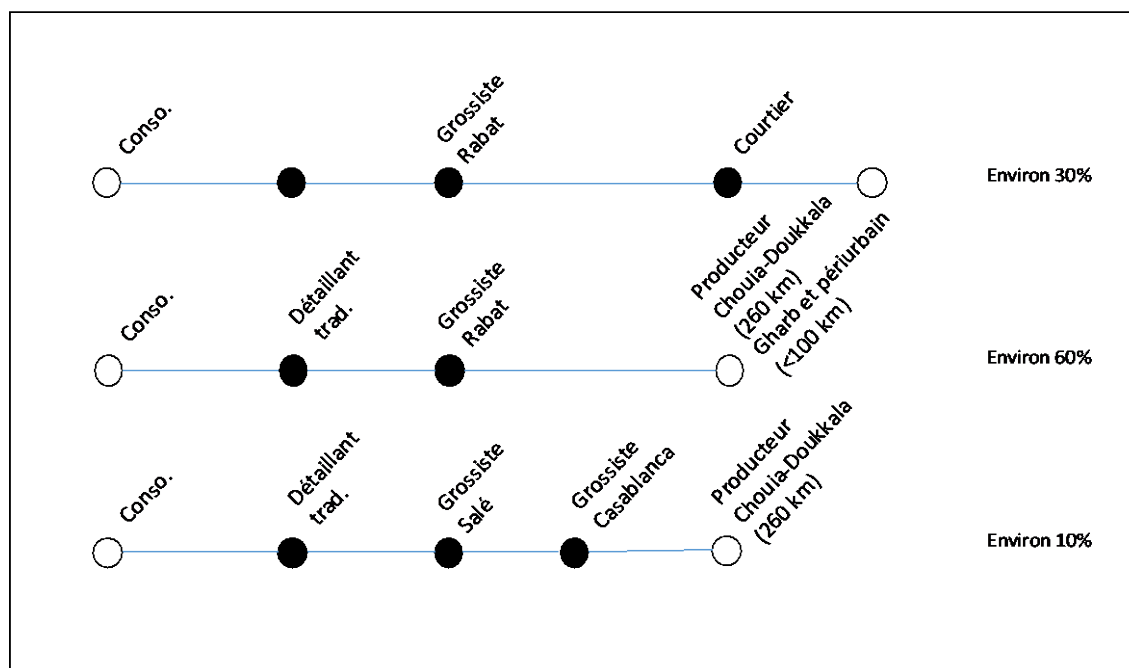 Conso.
Grossiste
Rabat
Courtier
Environ 30%
Conso.
Détaillant
trad.
Grossiste
Rabat
Producteur
Chouia-Doukkala
(260 km)
Gharb et périurbain
(<100 km)
Environ 60%
Conso.
Détaillant
trad.
Grossiste
Salé
Grossiste
Casablanca
Producteur
Chouia-Doukkala
(260 km)
Environ 10%